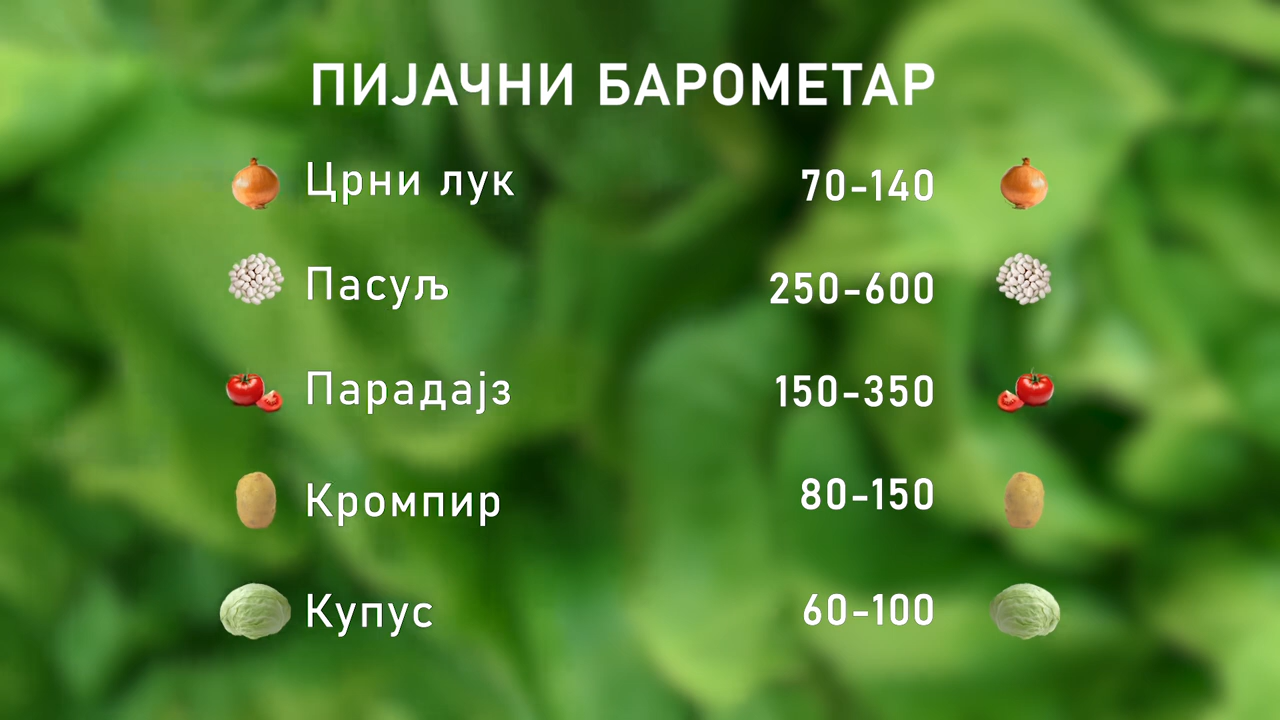 ПИЈАЧНИ БАРОМЕТАР
Црни лук 70-140
Пасуљ 250-600
Парадајз 150-350
Кромпир 80-150
Купус 60-100